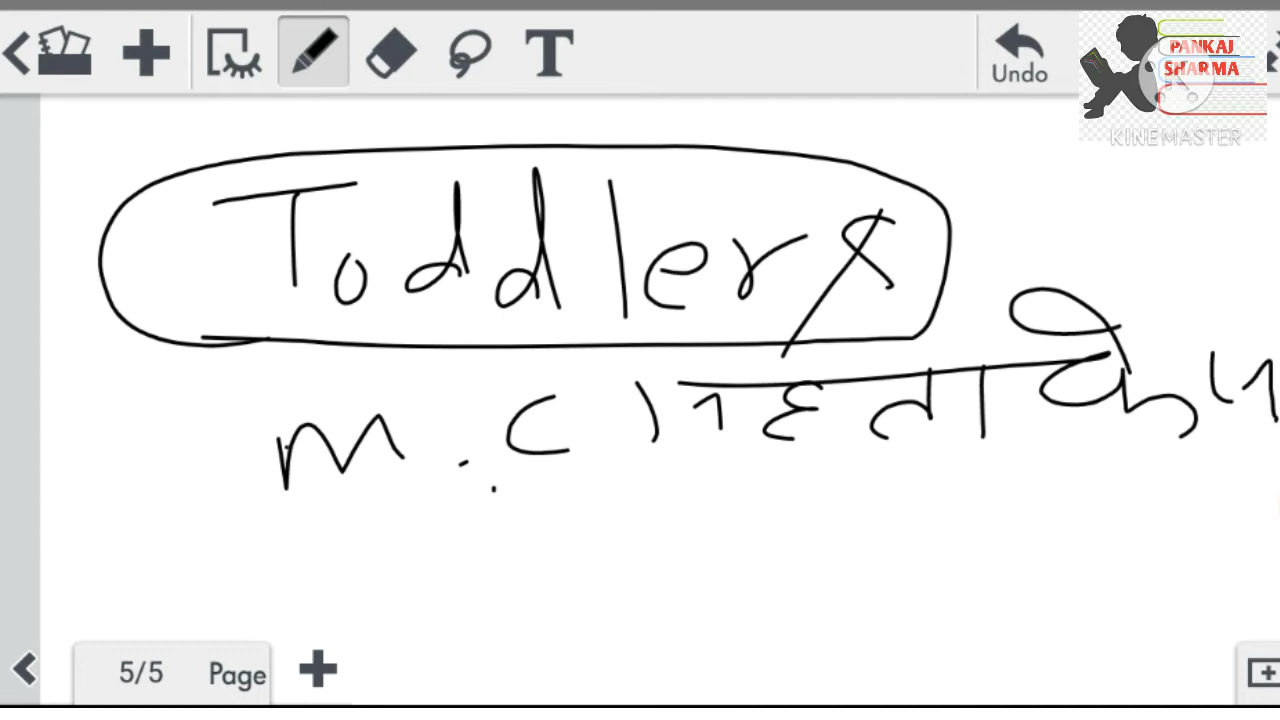 Undo
PANKAJ
SHARMA
KINEMASTER
Toddlers
M.C
5/5 Page